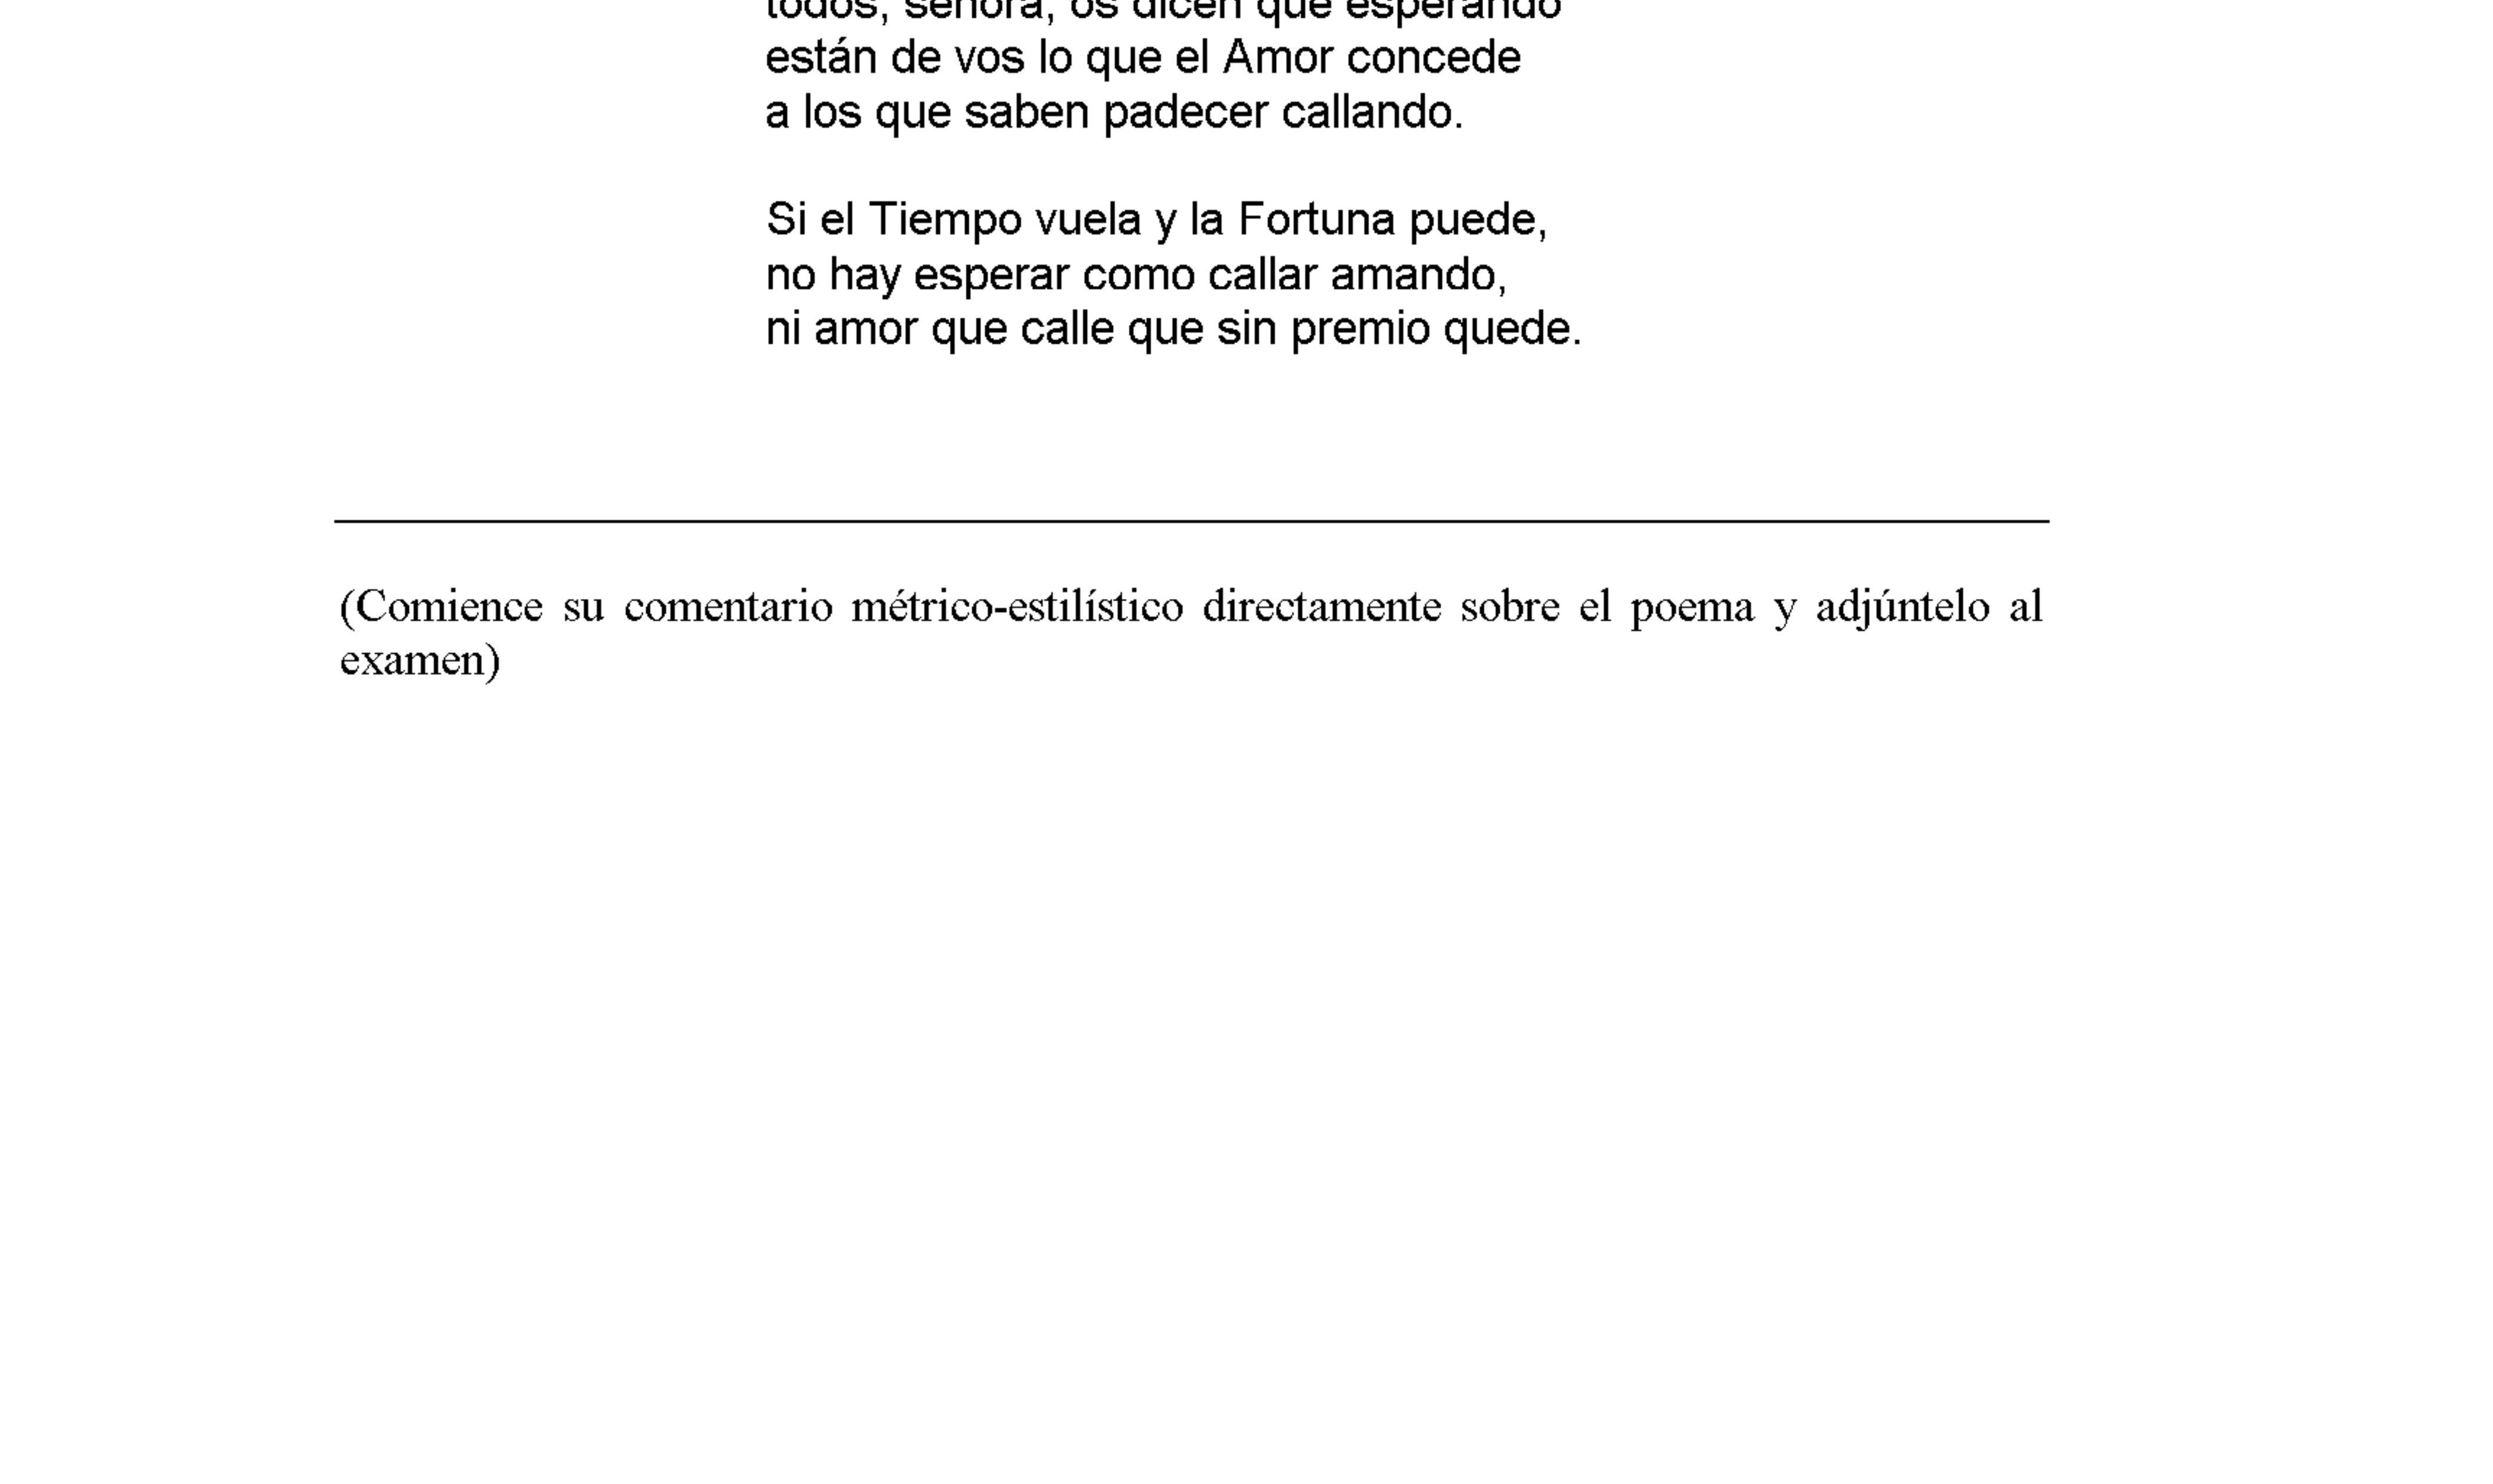 todos, señora, os dicen que esperando
están de vos lo que el Amor concede
a los que saben padecer callando.
Si el Tiempo vuela y la Fortuna puede,
no hay esperar como callar amando,
ni amor que calle que sin premio quede.
(Comience su comentario métrico-estilístico directamente sobre el poema y adjúntelo al
examen)